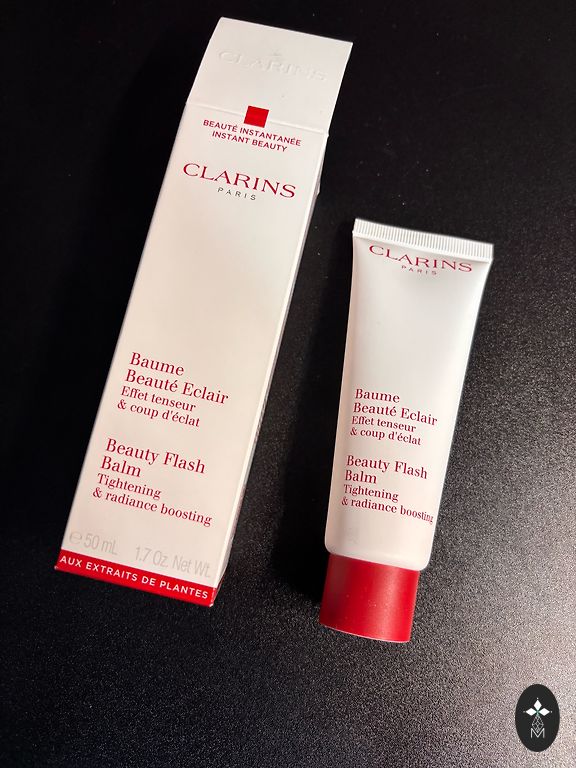 CLARINS
BEAUTÉ INSTANTANÉE
INSTANT BEAUTY
CLARINS
PARIS
Baume
Beauté Eclair
Effet tenseur
& coup d'éclat
Beauty Flash
Balm
Tightening
& radiance boosting
℮ 50 mL 1.7 Oz. Net Wt.
AUX EXTRAITS DE PLANTES
CLARINS
PARIS
Baume
Beauté Eclair
Effet tenseur
& coup d'éclat
Beauty Flash
Balm
Tightening
& radiance boosting
M